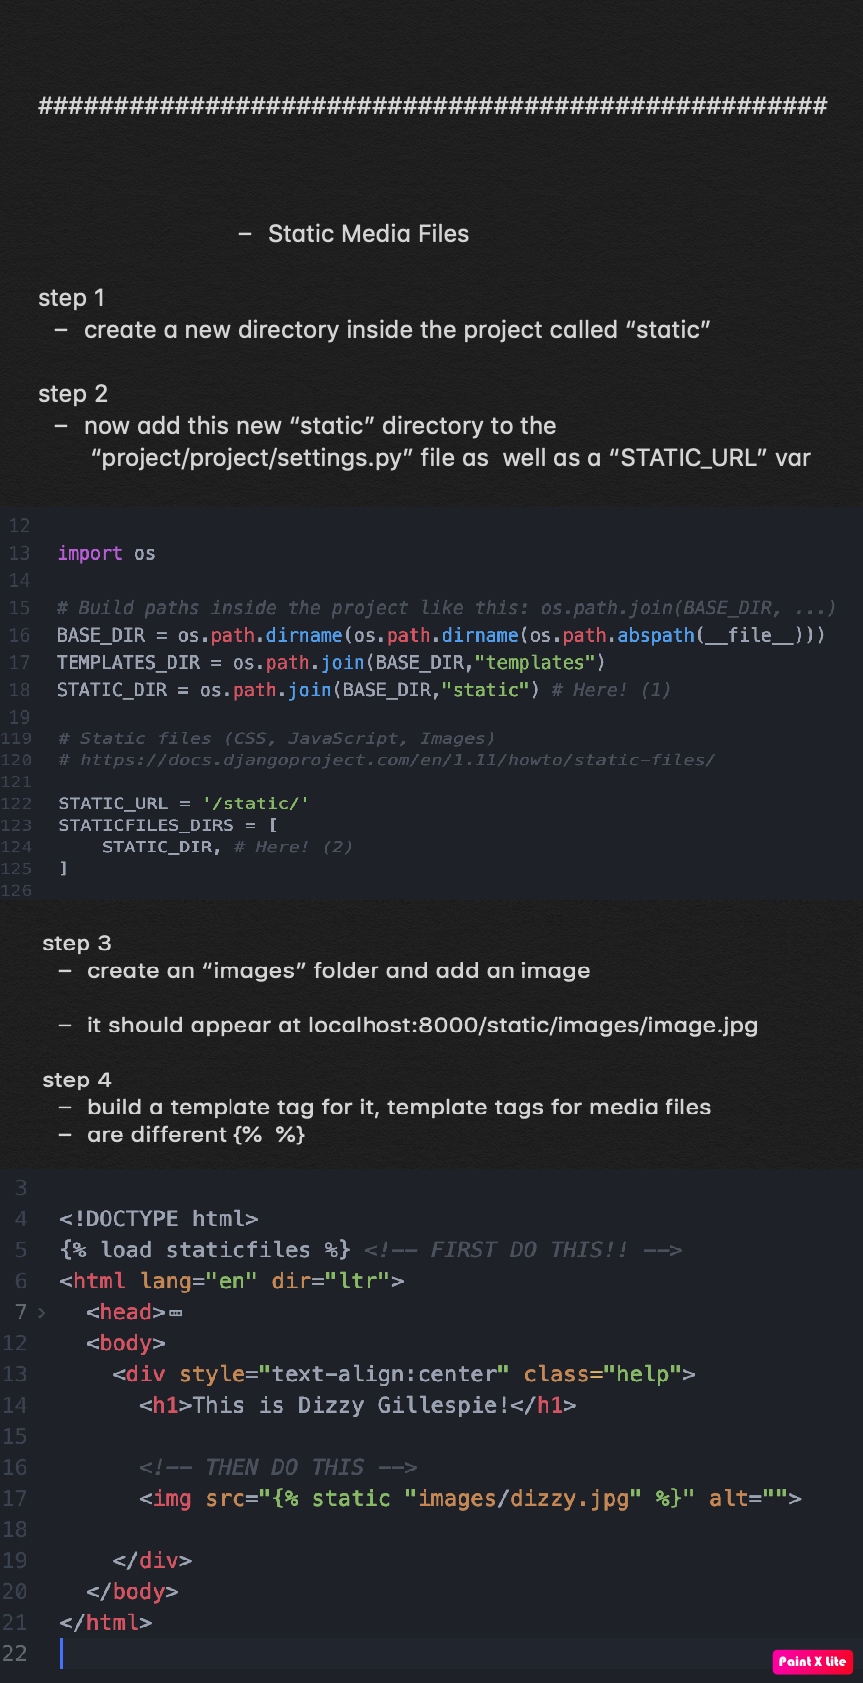 ####################################################
– Static Media Files
step 1
– create a new directory inside the project called “static”
step 2
– now add this new “static” directory to the
“project/project/settings.py” file as well as a “STATIC_URL” var
12
13 import os
14
15 # Build paths inside the project like this: os.path.join(BASE_DIR, ...)
16 BASE_DIR = os.path.dirname(os.path.dirname(os.path.abspath(__file__)))
17 TEMPLATES_DIR = os.path.join(BASE_DIR,"templates")
18 STATIC_DIR = os.path.join(BASE_DIR,"static") # Here! (1)
19
119 # Static files (CSS, JavaScript, Images)
120 # https://docs.djangoproject.com/en/1.11/howto/static-files/
121
122 STATIC_URL = '/static/'
123 STATICFILES_DIRS = [
124 STATIC_DIR, # Here! (2)
125 ]
126
step 3
– create an “images” folder and add an image
– it should appear at localhost:8000/static/images/image.jpg
step 4
– build a template tag for it, template tags for media files
– are different {% %}
3
4 <!DOCTYPE html>
5 {% load staticfiles %} <!-- FIRST DO THIS!! -->
6 <html lang="en" dir="ltr">
7 > <head>
12 <body>
13 <div style="text-align:center" class="help">
14 <h1>This is Dizzy Gillespie!</h1>
15
16 <!-- THEN DO THIS -->
17 <img src="{% static "images/dizzy.jpg" %}" alt="">
18
19 </div>
20 </body>
21 </html>
22
Paint X Lite